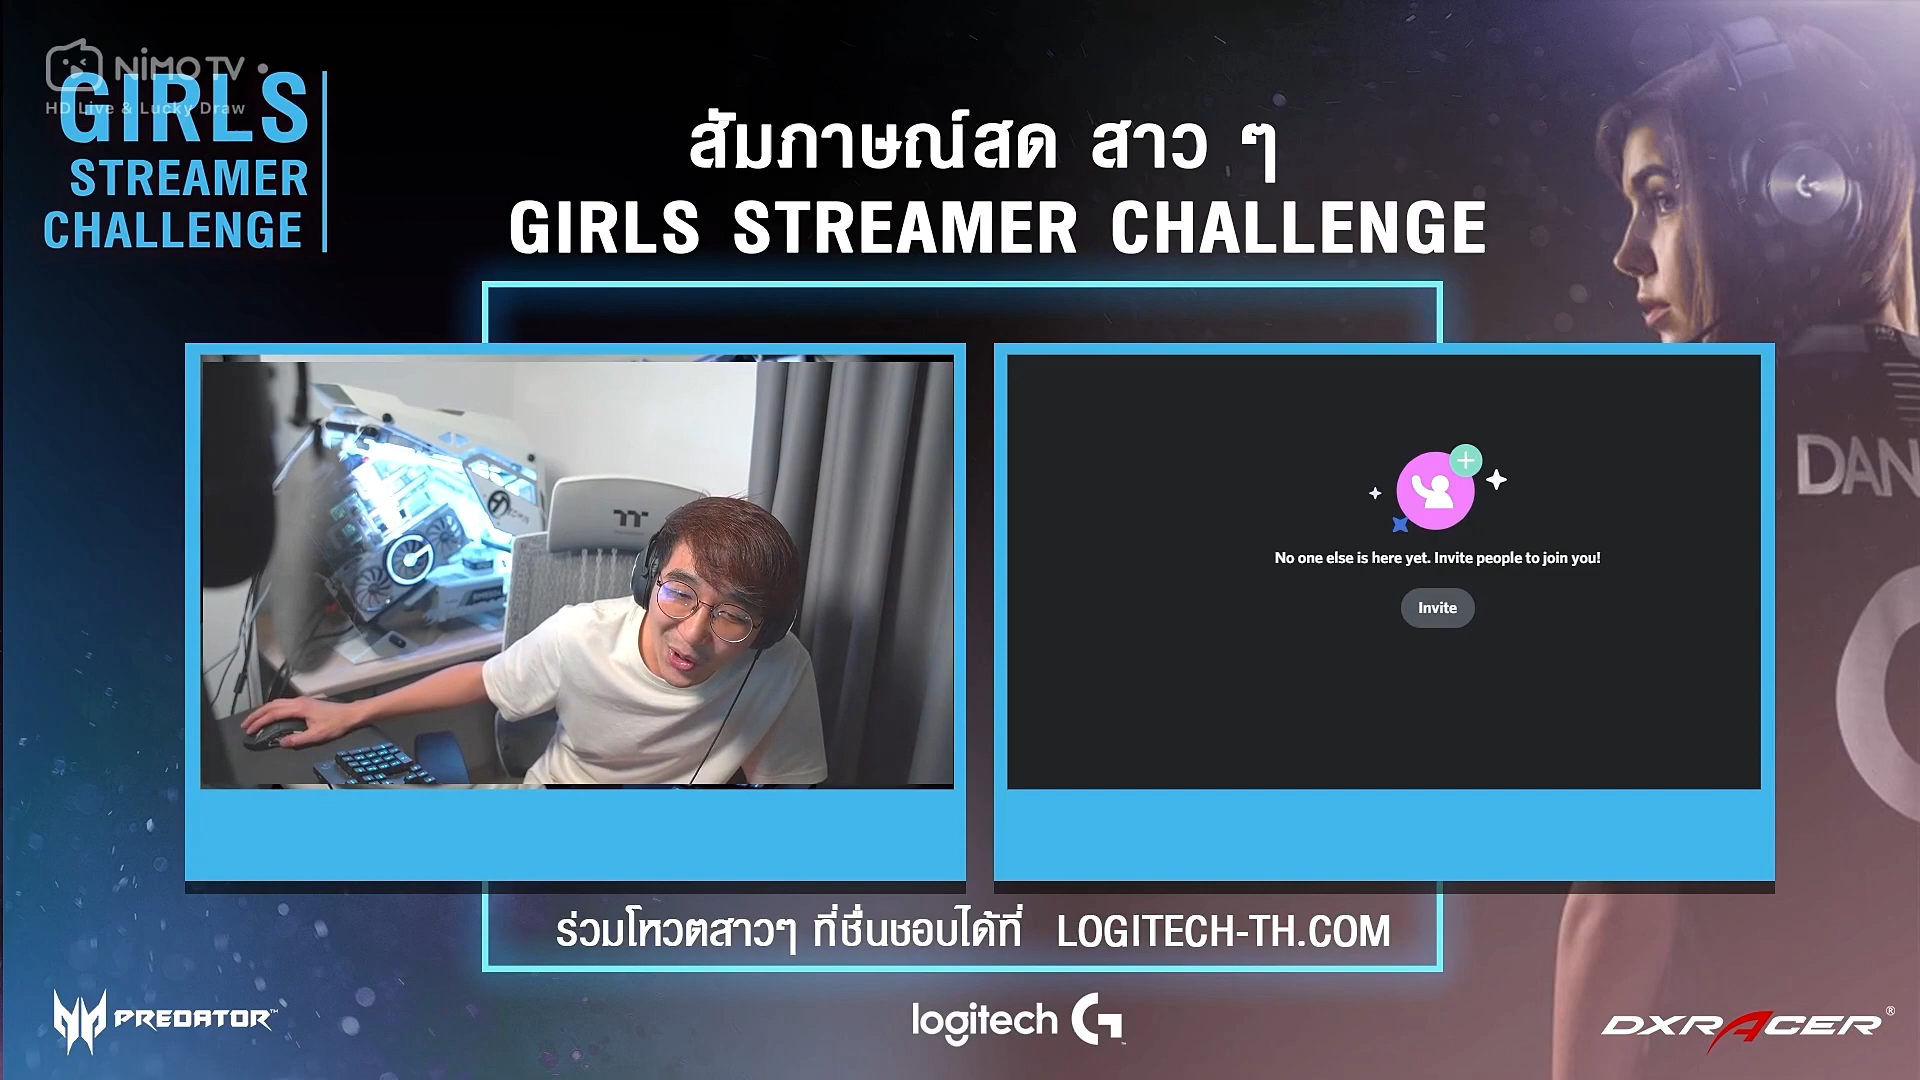 NiMO TV
HD Live & Lucky Draw
GIRLS
STREAMER
CHALLENGE
สัมภาษณ์สด สาว ๆ
GIRLS STREAMER CHALLENGE
DAN
No one else is here yet. Invite people to join you!
Invite
ร่วมโหวตสาวๆ ที่ชื่นชอบได้ที่ LOGITECH-TH.COM
PREDATOR™
logitech G™
DXRACER®